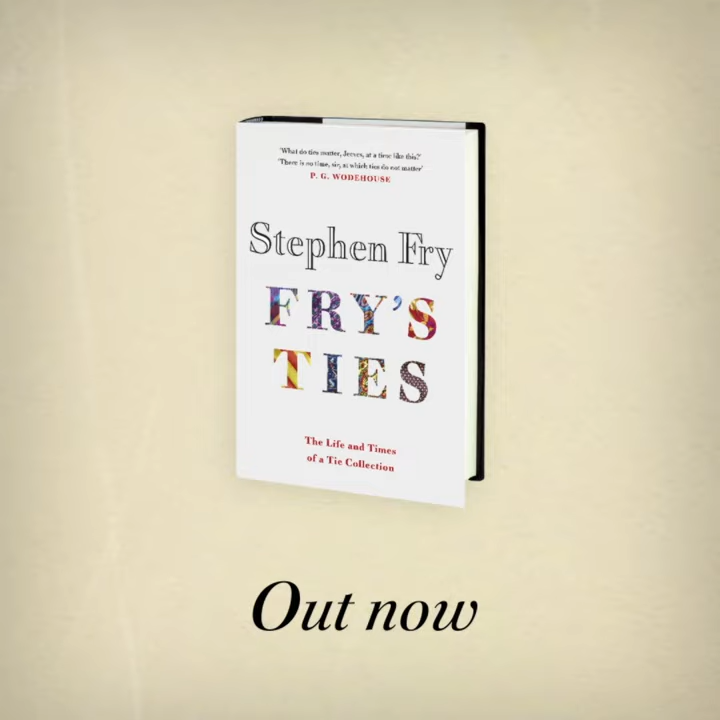 'What do ties matter, Jeeves, at a time like this?'
'There is no time, sir, at which ties do not matter'
P. G. WODEHOUSE
Stephen Fry
FRY'S
TIES
The Life and Times
of a Tie Collection
Out now